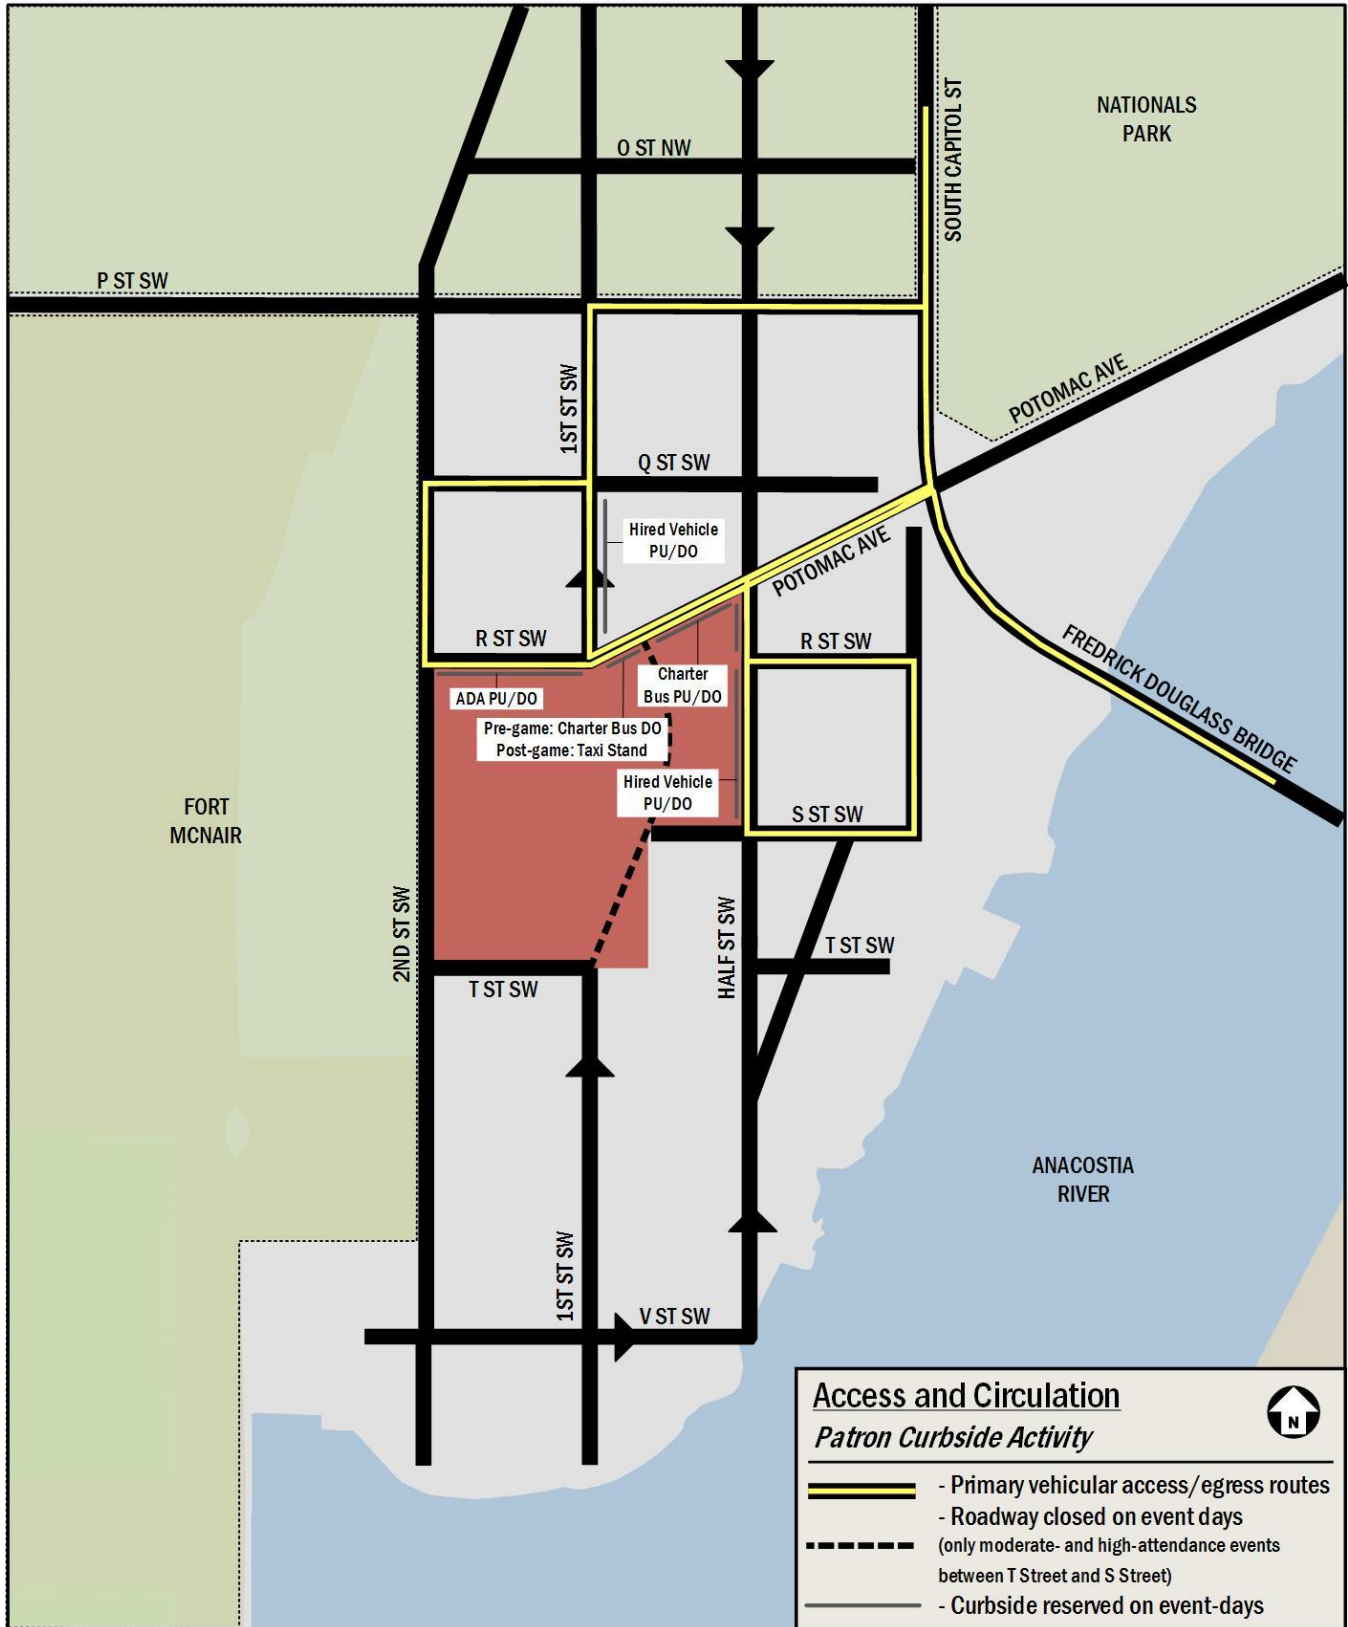 SOUTH CAPITOL ST
NATIONALS
PARK
O ST NW
P ST SW
1ST ST SW
POTOMAC AVE
Q ST SW
Hired Vehicle
PU/DO
POTOMAC AVE
R ST SW
R ST SW
FREDRICK DOUGLASS BRIDGE
ADA PU/DO
Charter
Bus PU/DO
Pre-game: Charter Bus DO
Post-game: Taxi Stand
Hired Vehicle
PU/DO
S ST SW
FORT
MCNAIR
2ND ST SW
HALF ST SW
T ST SW
T ST SW
ANACOSTIA
RIVER
1ST ST SW
V ST SW
Access and Circulation
N
Patron Curbside Activity
- Primary vehicular access/egress routes
- Roadway closed on event days
(only moderate- and high-attendance events
between T Street and S Street)
- Curbside reserved on event-days